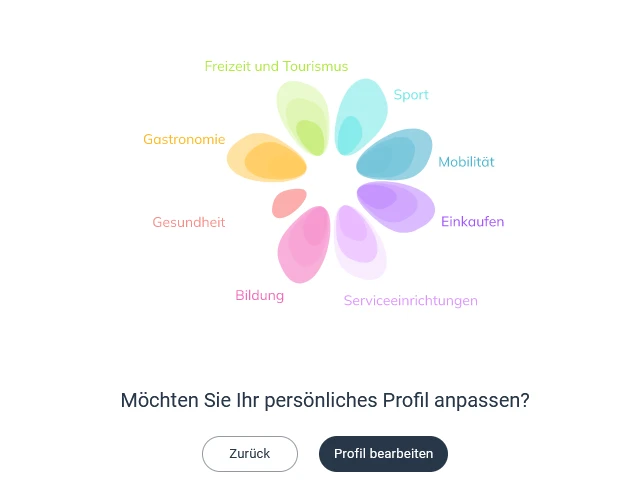 Freizeit und Tourismus
Sport
Gastronomie
Mobilität
Gesundheit
Einkaufen
Bildung
Serviceeinrichtungen
Möchten Sie Ihr persönliches Profil anpassen?
Zurück
Profil bearbeiten